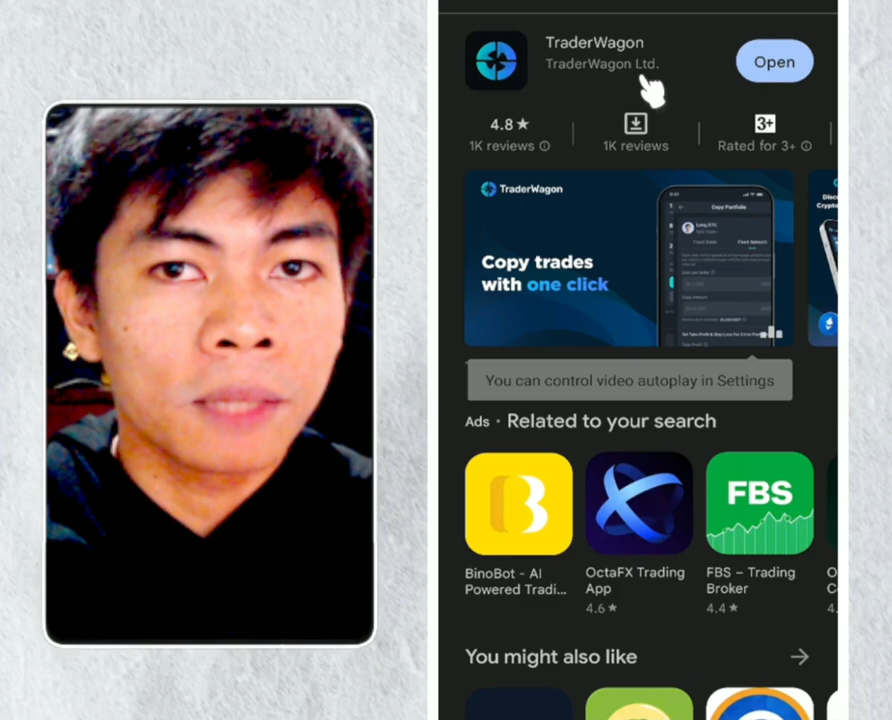 TraderWagon
TraderWagon Ltd.
Open
4.8★
1K reviews
1K reviews
3+
Rated for 3+
TraderWagon
Copy trades
with one click
Copy Portfolio
Fixed Amount
You can control video autoplay in Settings
Ads • Related to your search
FBS
BinoBot - AI
Powered Tradi...
OctaFX Trading
App
4.6★
FBS – Trading
Broker
4.4★
You might also like